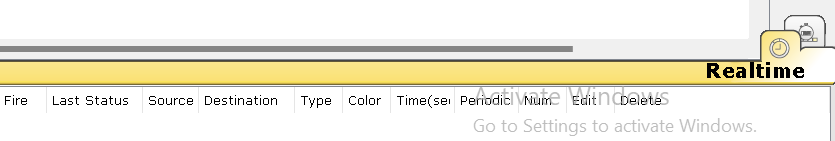 Realtime
Fire Last Status Source Destination Type Color Time(se Periodic Num Edit Delete
Activate Windows
Go to Settings to activate Windows.